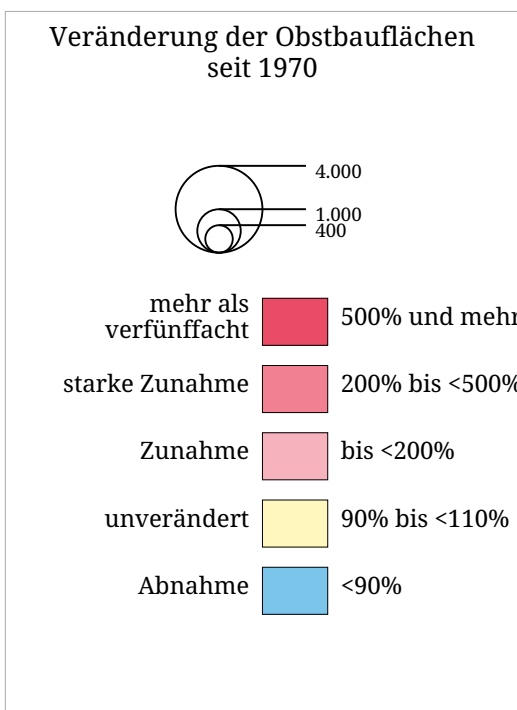 Veränderung der Obstbauflächen
seit 1970
4.000
1.000
400
mehr als
verfünffacht
500% und mehr
starke Zunahme
200% bis <500%
Zunahme
bis <200%
unverändert
90% bis <110%
Abnahme
<90%